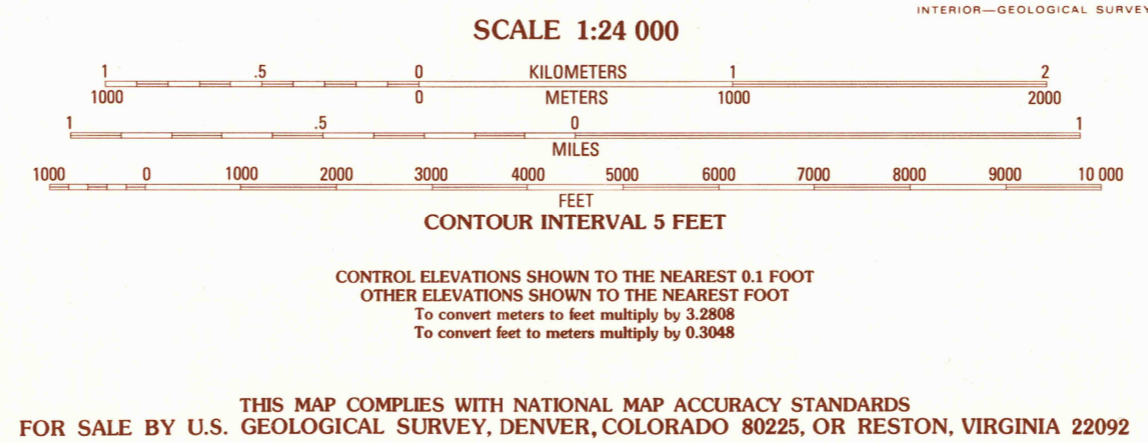 INTERIOR—GEOLOGICAL SURVEY
SCALE 1:24 000
1 .5 0 KILOMETERS 1 2
1000 0 METERS 1000 2000
1 .5 0 1
MILES
1000 0 1000 2000 3000 4000 5000 6000 7000 8000 9000 10 000
FEET
CONTOUR INTERVAL 5 FEET
CONTROL ELEVATIONS SHOWN TO THE NEAREST 0.1 FOOT
OTHER ELEVATIONS SHOWN TO THE NEAREST FOOT
To convert meters to feet multiply by 3.2808
To convert feet to meters multiply by 0.3048
THIS MAP COMPLIES WITH NATIONAL MAP ACCURACY STANDARDS
FOR SALE BY U.S. GEOLOGICAL SURVEY, DENVER, COLORADO 80225, OR RESTON, VIRGINIA 22092